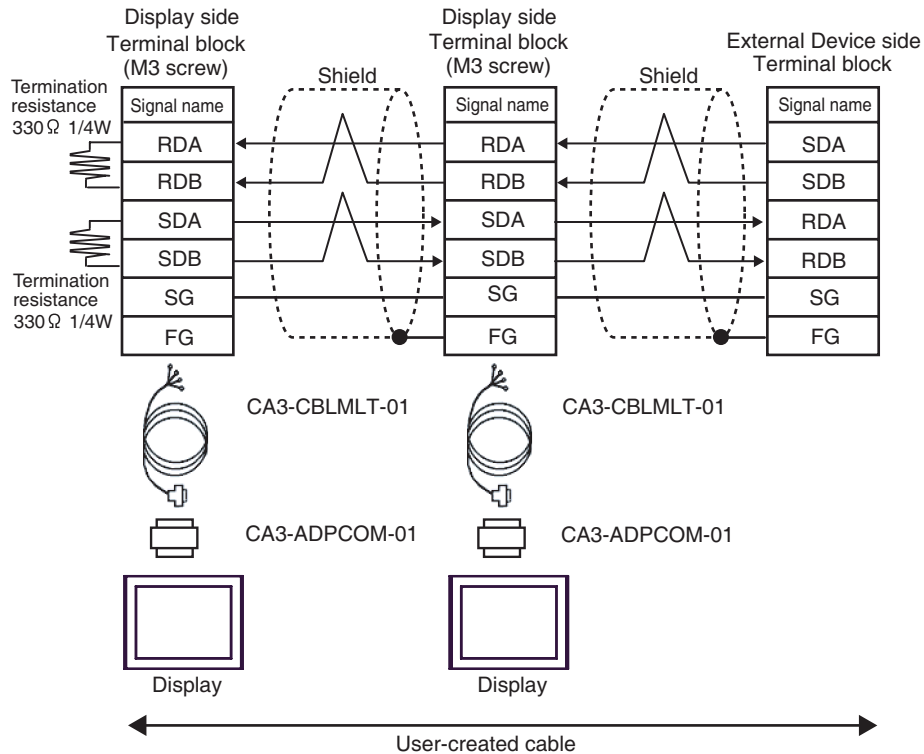 Display side
Terminal block
(M3 screw)
Display side
Terminal block
(M3 screw)
External Device side
Terminal block
Termination
resistance
330Ω 1/4W
Shield
Shield
Signal name
Signal name
Signal name
RDA
RDA
SDA
RDB
RDB
SDB
SDA
SDA
RDA
SDB
SDB
RDB
SG
SG
SG
FG
FG
FG
Termination
resistance
330Ω 1/4W
CA3-CBLMLT-01
CA3-CBLMLT-01
CA3-ADPCOM-01
CA3-ADPCOM-01
Display
Display
User-created cable